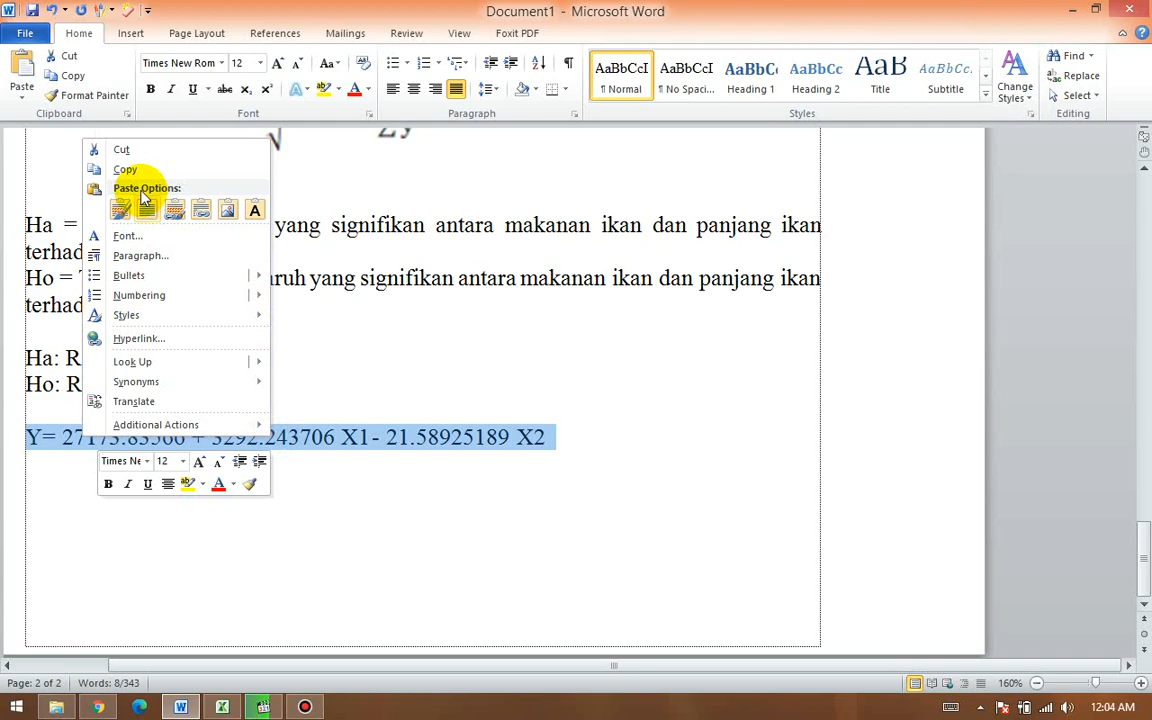 Document1 - Microsoft Word
File Home Insert Page Layout References Mailings Review View Foxit PDF
Paste
Cut
Copy
Format Painter
Clipboard
Times New Rom 12
Font
Paragraph
AaBbCcI AaBbCcI AaBbCc AaBbCc AaB AaBbCc.
¶ Normal ¶ No Spaci... Heading 1 Heading 2 Title Subtitle
Change Styles
Styles
Find
Replace
Select
Editing
Cut
Copy
Paste Options:
Font...
Paragraph...
Bullets
Numbering
Styles
Hyperlink...
Look Up
Synonyms
Translate
Additional Actions
Times Ne 12
Ha = yang signifikan antara makanan ikan dan panjang ikan
terhad
Ho = T ruh yang signifikan antara makanan ikan dan panjang ikan
terhad
Ha: R
Ho: R
Y= 27173.83566 + 3292.243706 X1- 21.58925189 X2
Page: 2 of 2 Words: 8/343
160%
12:04 AM